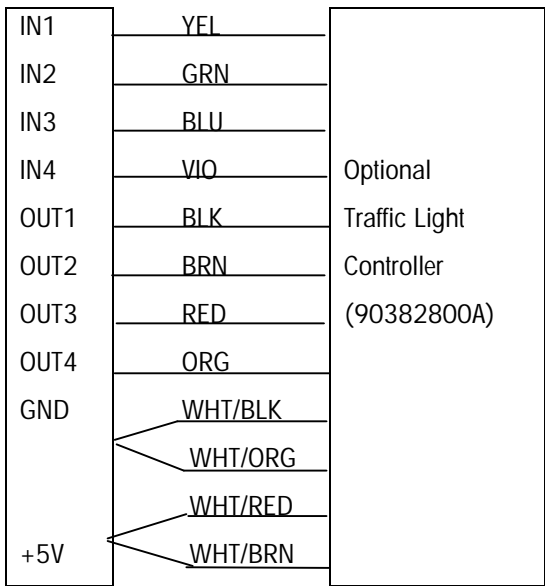 IN1 YEL
IN2 GRN
IN3 BLU
IN4 VIO Optional
OUT1 BLK Traffic Light
OUT2 BRN Controller
OUT3 RED (90382800A)
OUT4 ORG
GND WHT/BLK
WHT/ORG
WHT/RED
+5V WHT/BRN